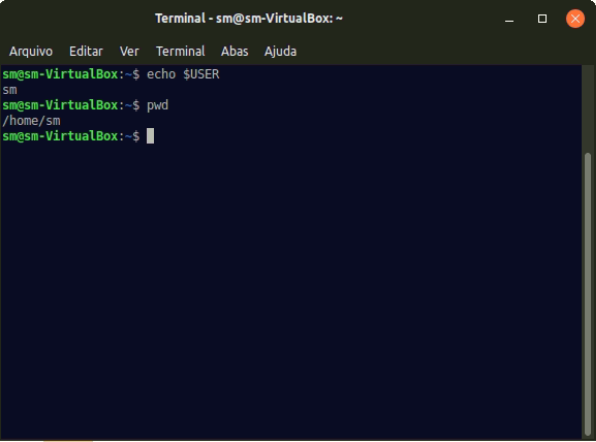 Terminal - sm@sm-VirtualBox: ~
Arquivo Editar Ver Terminal Abas Ajuda
sm@sm-VirtualBox:~$ echo $USER
sm
sm@sm-VirtualBox:~$ pwd
/home/sm
sm@sm-VirtualBox:~$